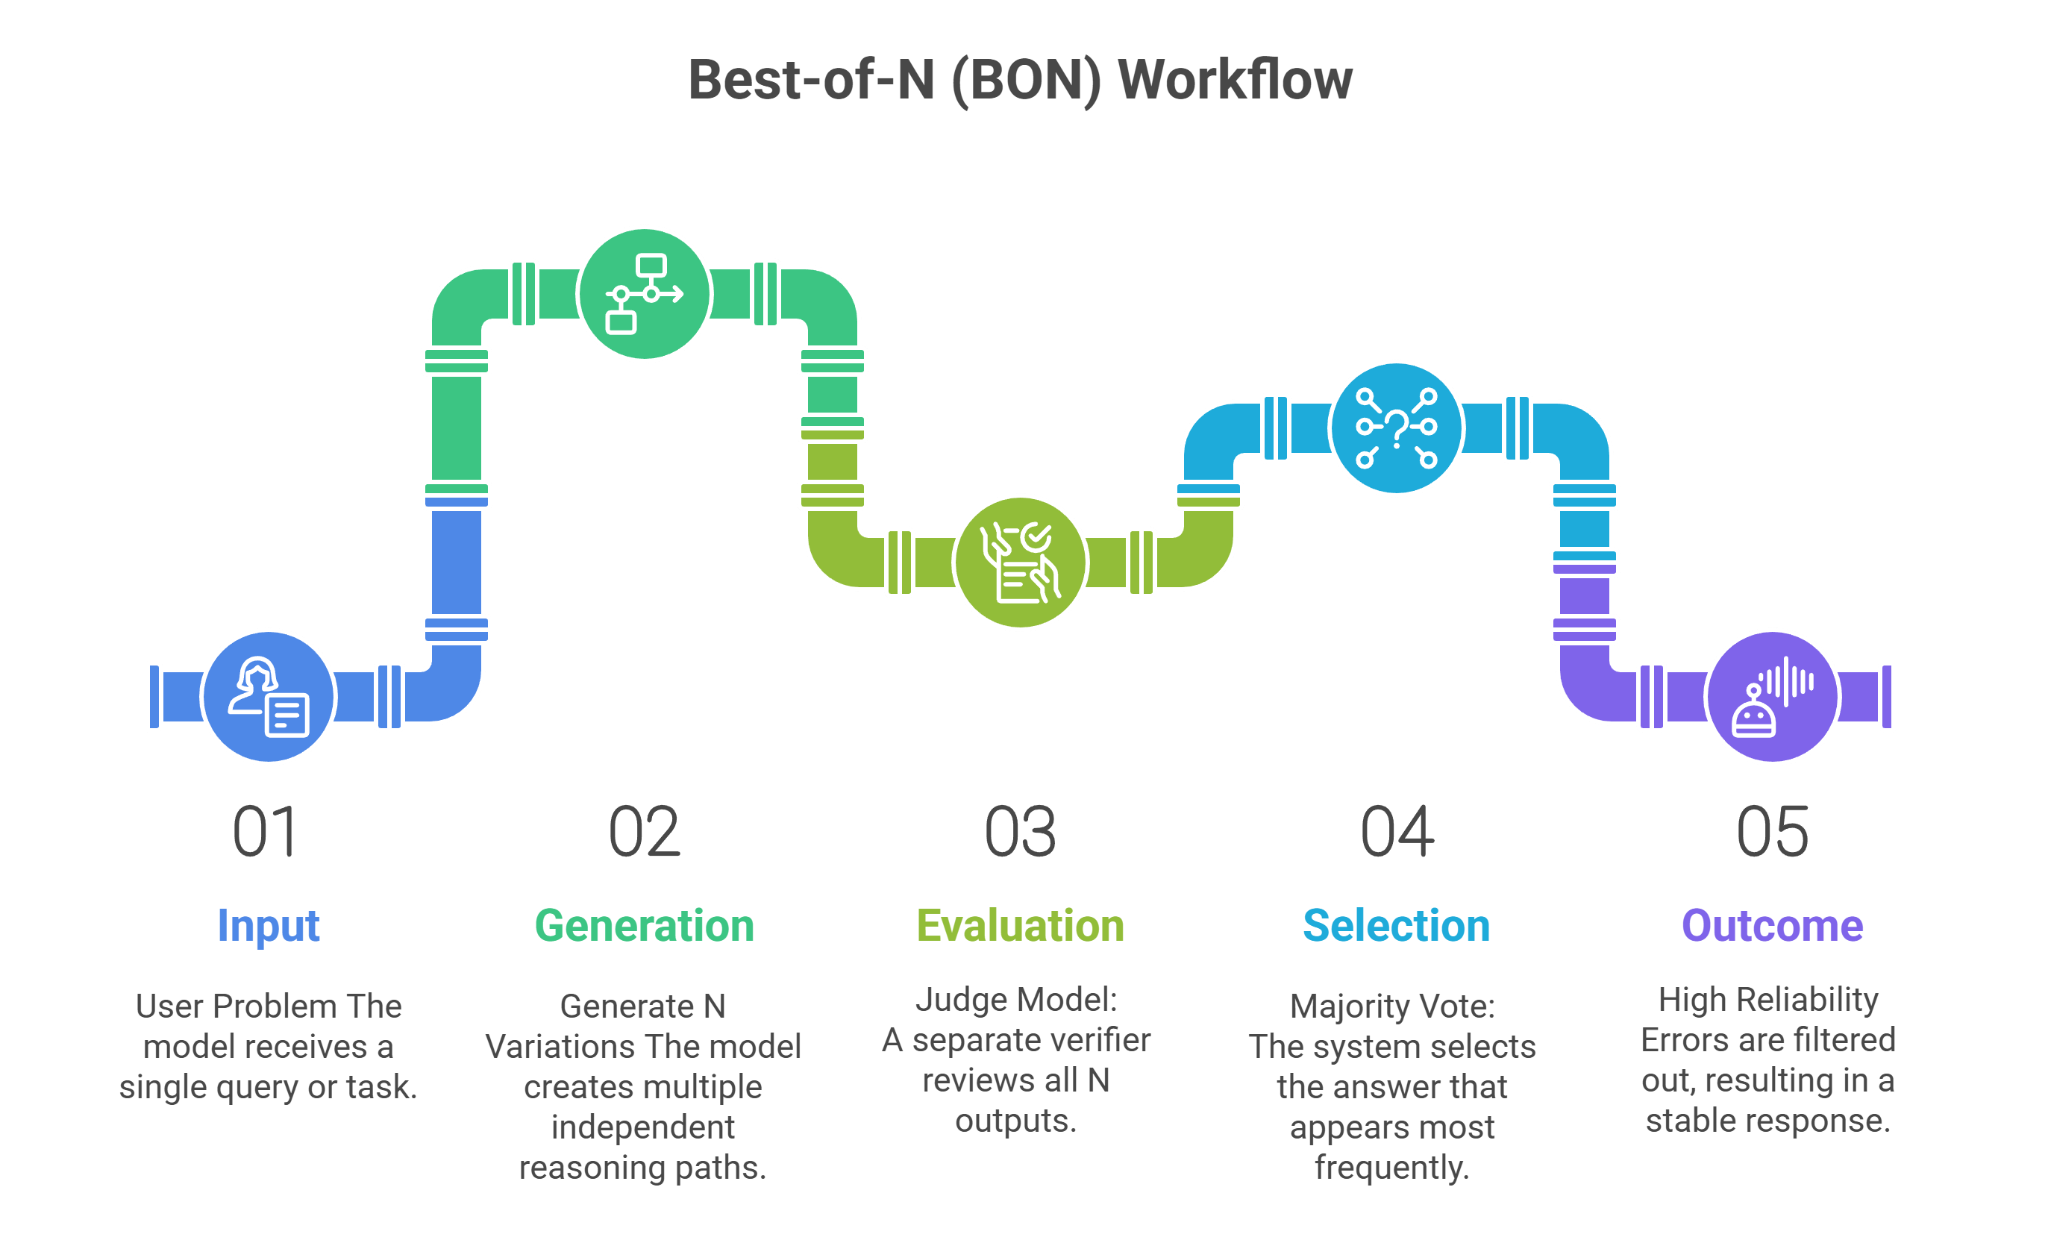 Best-of-N (BON) Workflow
01
Input
User Problem The
model receives a
single query or task.
02
Generation
Generate N
Variations The model
creates multiple
independent
reasoning paths.
03
Evaluation
Judge Model:
A separate verifier
reviews all N
outputs.
04
Selection
Majority Vote:
The system selects
the answer that
appears most
frequently.
05
Outcome
High Reliability
Errors are filtered
out, resulting in a
stable response.